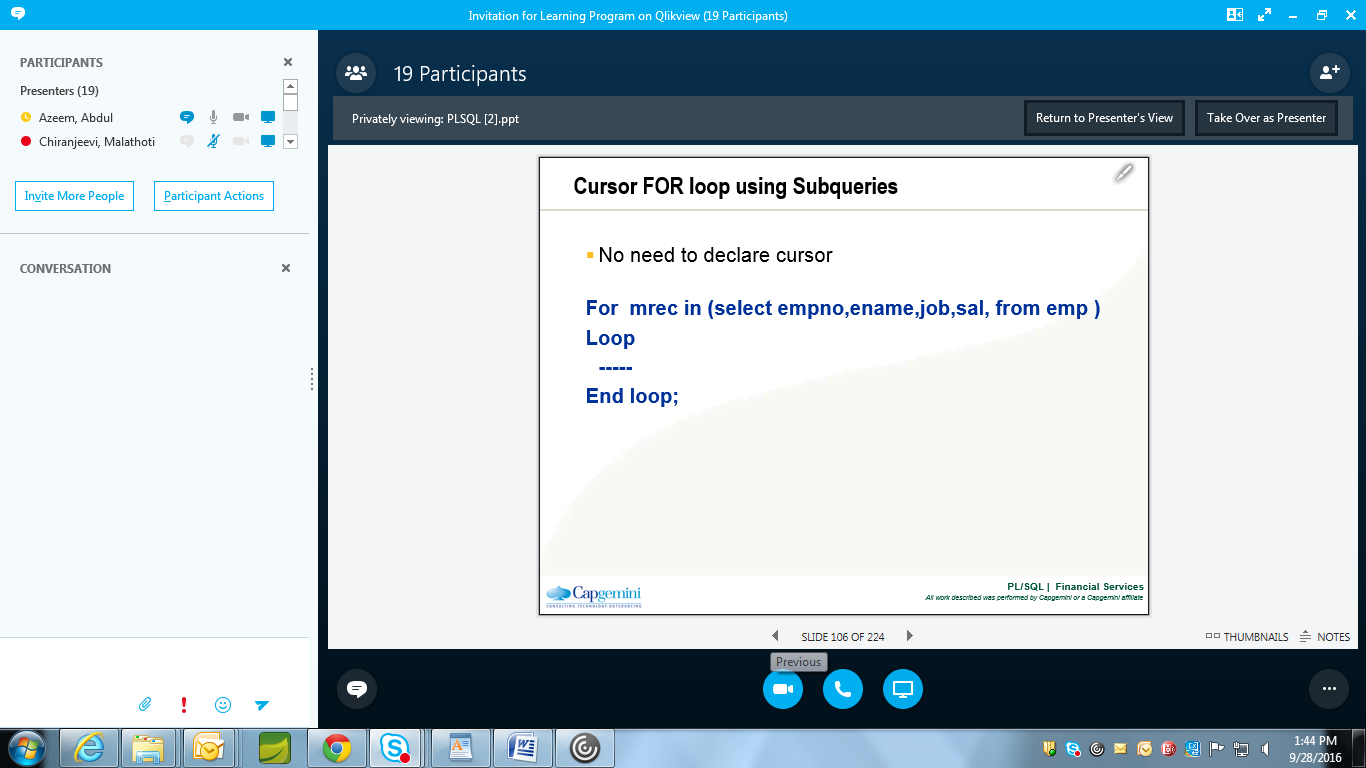 Invitation for Learning Program on Qlikview (19 Participants)
PARTICIPANTS
Presenters (19)
Azeem, Abdul
Chiranjeevi, Malathoti
Invite More People
Participant Actions
CONVERSATION
19 Participants
Privately viewing: PLSQL [2].ppt
Return to Presenter's View
Take Over as Presenter
Cursor FOR loop using Subqueries
No need to declare cursor
For mrec in (select empno,ename,job,sal, from emp )
Loop
-----
End loop;
Capgemini
CONSULTING.TECHNOLOGY.OUTSOURCING
PL/SQL | Financial Services
All work described was performed by Capgemini or a Capgemini affiliate
SLIDE 106 OF 224
THUMBNAILS
NOTES
Previous
1:44 PM
9/28/2016